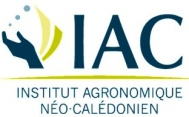 IAC
INSTITUT AGRONOMIQUE
NÉO-CALÉDONIEN